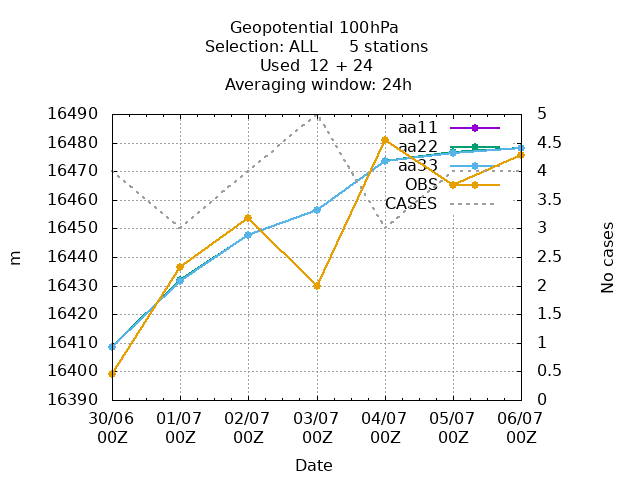 Geopotential 100hPa
Selection: ALL 5 stations
Used 12 + 24
Averaging window: 24h
16490
16480
16470
16460
16450
16440
16430
16420
16410
16400
16390
5
4.5
4
3.5
3
2.5
2
1.5
1
0.5
0
aa11
aa22
aa33
OBS
CASES
m
No cases
30/06 01/07 02/07 03/07 04/07 05/07 06/07
00Z 00Z 00Z 00Z 00Z 00Z 00Z
Date